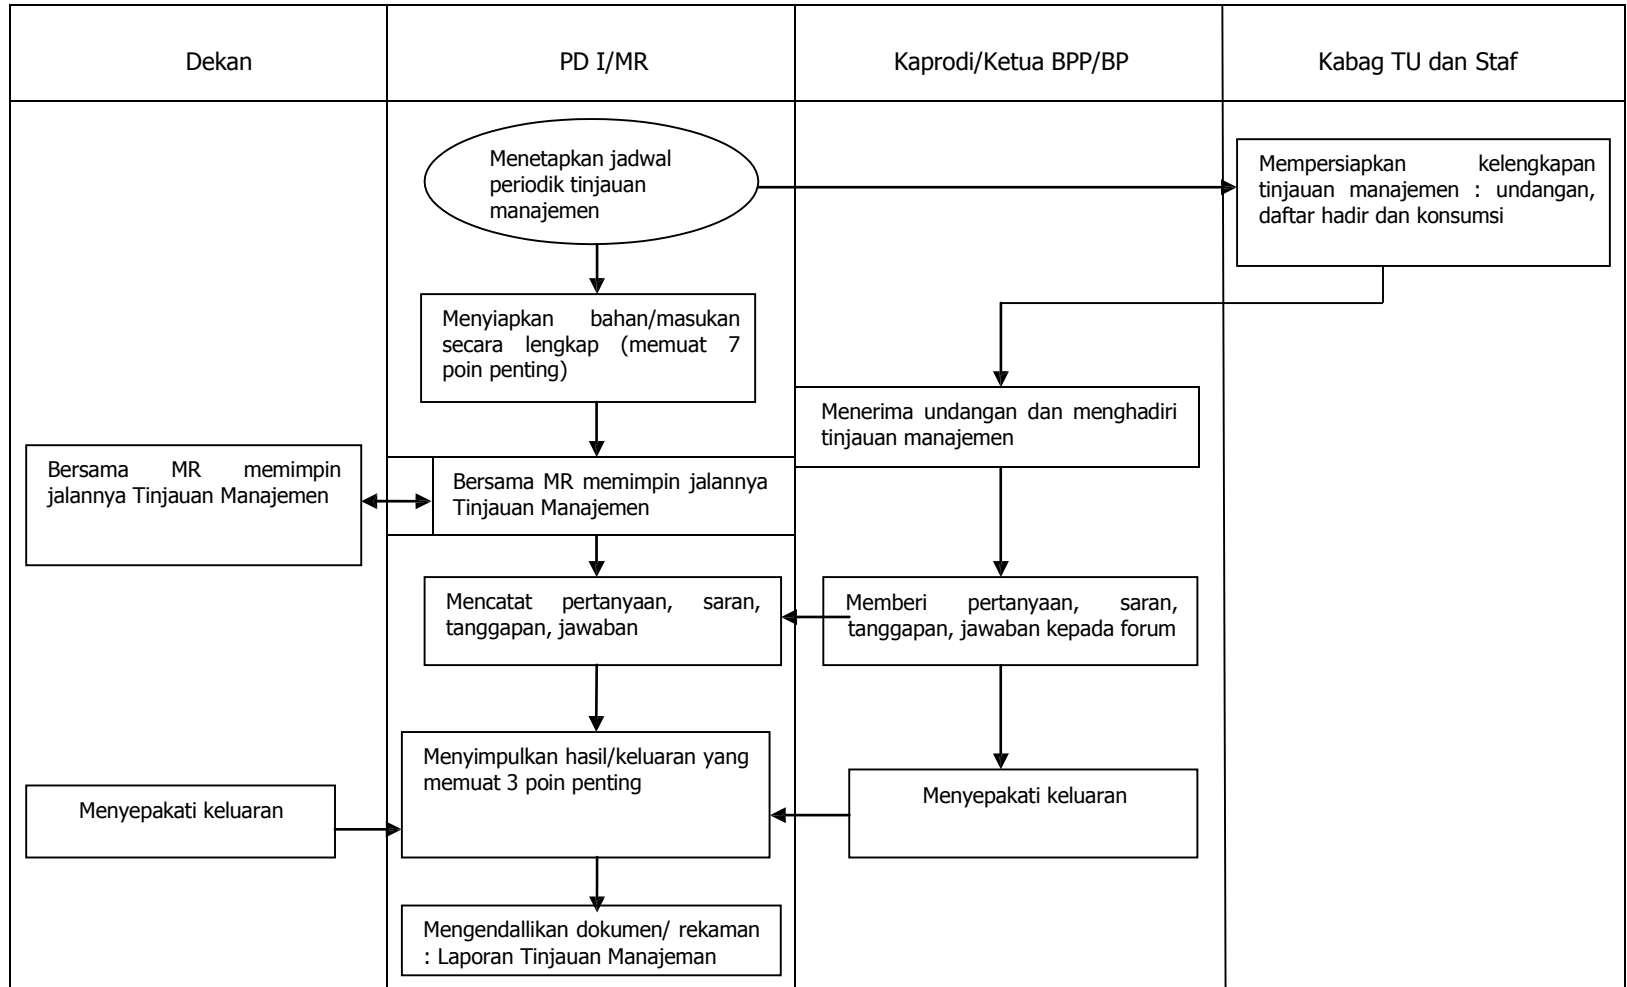 Dekan
PD I/MR
Kaprodi/Ketua BPP/BP
Kabag TU dan Staf
Menetapkan jadwal
periodik tinjauan
manajemen
Mempersiapkan kelengkapan
tinjauan manajemen : undangan,
daftar hadir dan konsumsi
Menyiapkan bahan/masukan
secara lengkap (memuat 7
poin penting)
Menerima undangan dan menghadiri
tinjauan manajemen
Bersama MR memimpin
jalannya Tinjauan Manajemen
Bersama MR memimpin jalannya
Tinjauan Manajemen
Mencatat pertanyaan, saran,
tanggapan, jawaban
Memberi pertanyaan, saran,
tanggapan, jawaban kepada forum
Menyimpulkan hasil/keluaran yang
memuat 3 poin penting
Menyepakati keluaran
Menyepakati keluaran
Mengendallikan dokumen/ rekaman
: Laporan Tinjauan Manajeman